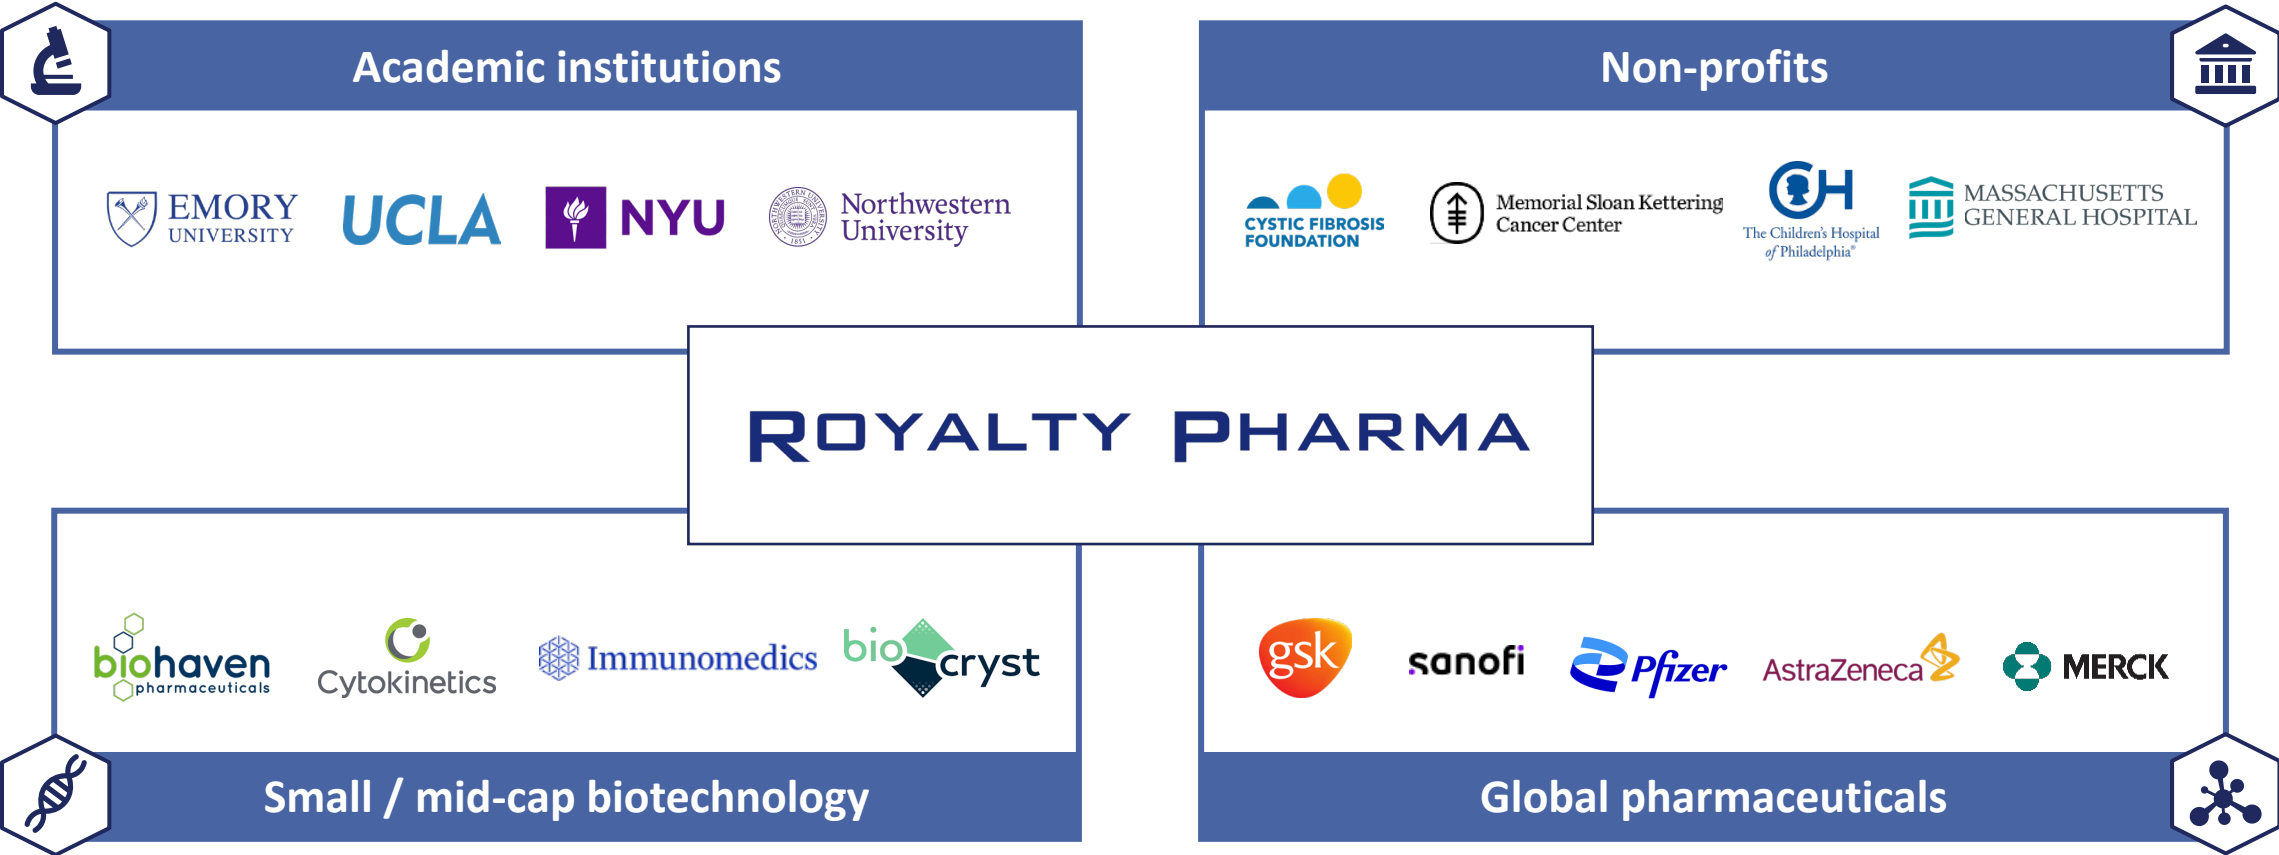 Academic institutions
Non-profits
EMORY
UNIVERSITY
UCLA
NYU
Northwestern
University
1851
CYSTIC FIBROSIS
FOUNDATION
Memorial Sloan Kettering
Cancer Center
CH
The Children's Hospital
of Philadelphia®
MASSACHUSETTS
GENERAL HOSPITAL
ROYALTY PHARMA
biohaven
pharmaceuticals
Cytokinetics
Immunomedics
biocryst
gsk
sanofi
Pfizer
AstraZeneca
MERCK
Small / mid-cap biotechnology
Global pharmaceuticals